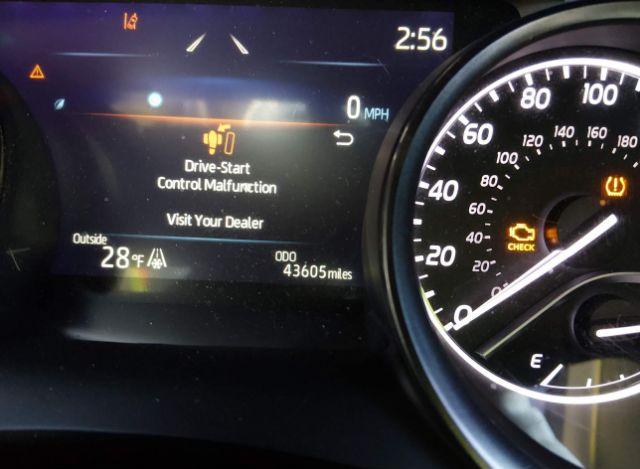 2:56
0 MPH
Drive-Start
Control Malfunction
Visit Your Dealer
Outside
28°F
ODO
43605 miles
0
20
40
60
80
100
0
20
40
60
80
100
120
140
160
180
CHECK
E